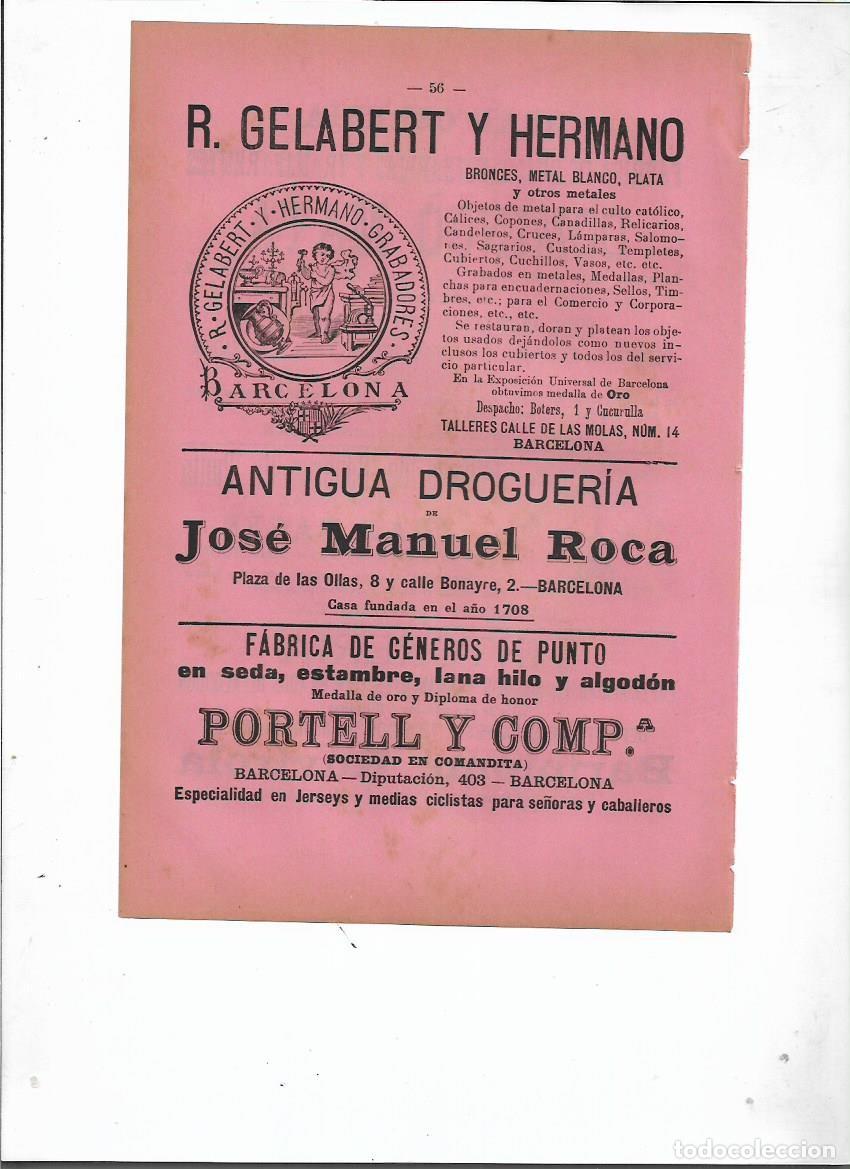 — 56 —
R. GELABERT Y HERMANO
· R · GELABERT · Y · HERMANO · GRABADORES ·
BARCELONA
BRONCES, METAL BLANCO, PLATA
y otros metales
Objetos de metal para el culto católico,
Cálices, Copones, Canadillas, Relicarios,
Candeleros, Cruces, Lámparas, Salomo-
nes, Sagrarios, Custodias, Templetes,
Cubiertos, Cuchillos, Vasos, etc. etc.
Grabados en metales, Medallas, Plan-
chas para encuadernaciones, Sellos, Tim-
bres, etc.; para el Comercio y Corpora-
ciones, etc., etc.
Se restauran, doran y platean los obje-
tos usados dejándolos como nuevos in-
clusos los cubiertos y todos los del servi-
cio particular.
En la Exposición Universal de Barcelona
obtuvimos medalla de Oro
Despacho: Boters, 1 y Cucurulla
TALLERES CALLE DE LAS MOLAS, NÚM. 14
BARCELONA
ANTIGUA DROGUERÍA
DE
José Manuel Roca
Plaza de las Ollas, 8 y calle Bonayre, 2.—BARCELONA
Casa fundada en el año 1708
FÁBRICA DE GÉNEROS DE PUNTO
en seda, estambre, lana hilo y algodón
Medalla de oro y Diploma de honor
PORTELL Y COMP.ᴬ
(SOCIEDAD EN COMANDITA)
BARCELONA — Diputación, 403 — BARCELONA
Especialidad en Jerseys y medias ciclistas para señoras y caballeros
todocoleccion